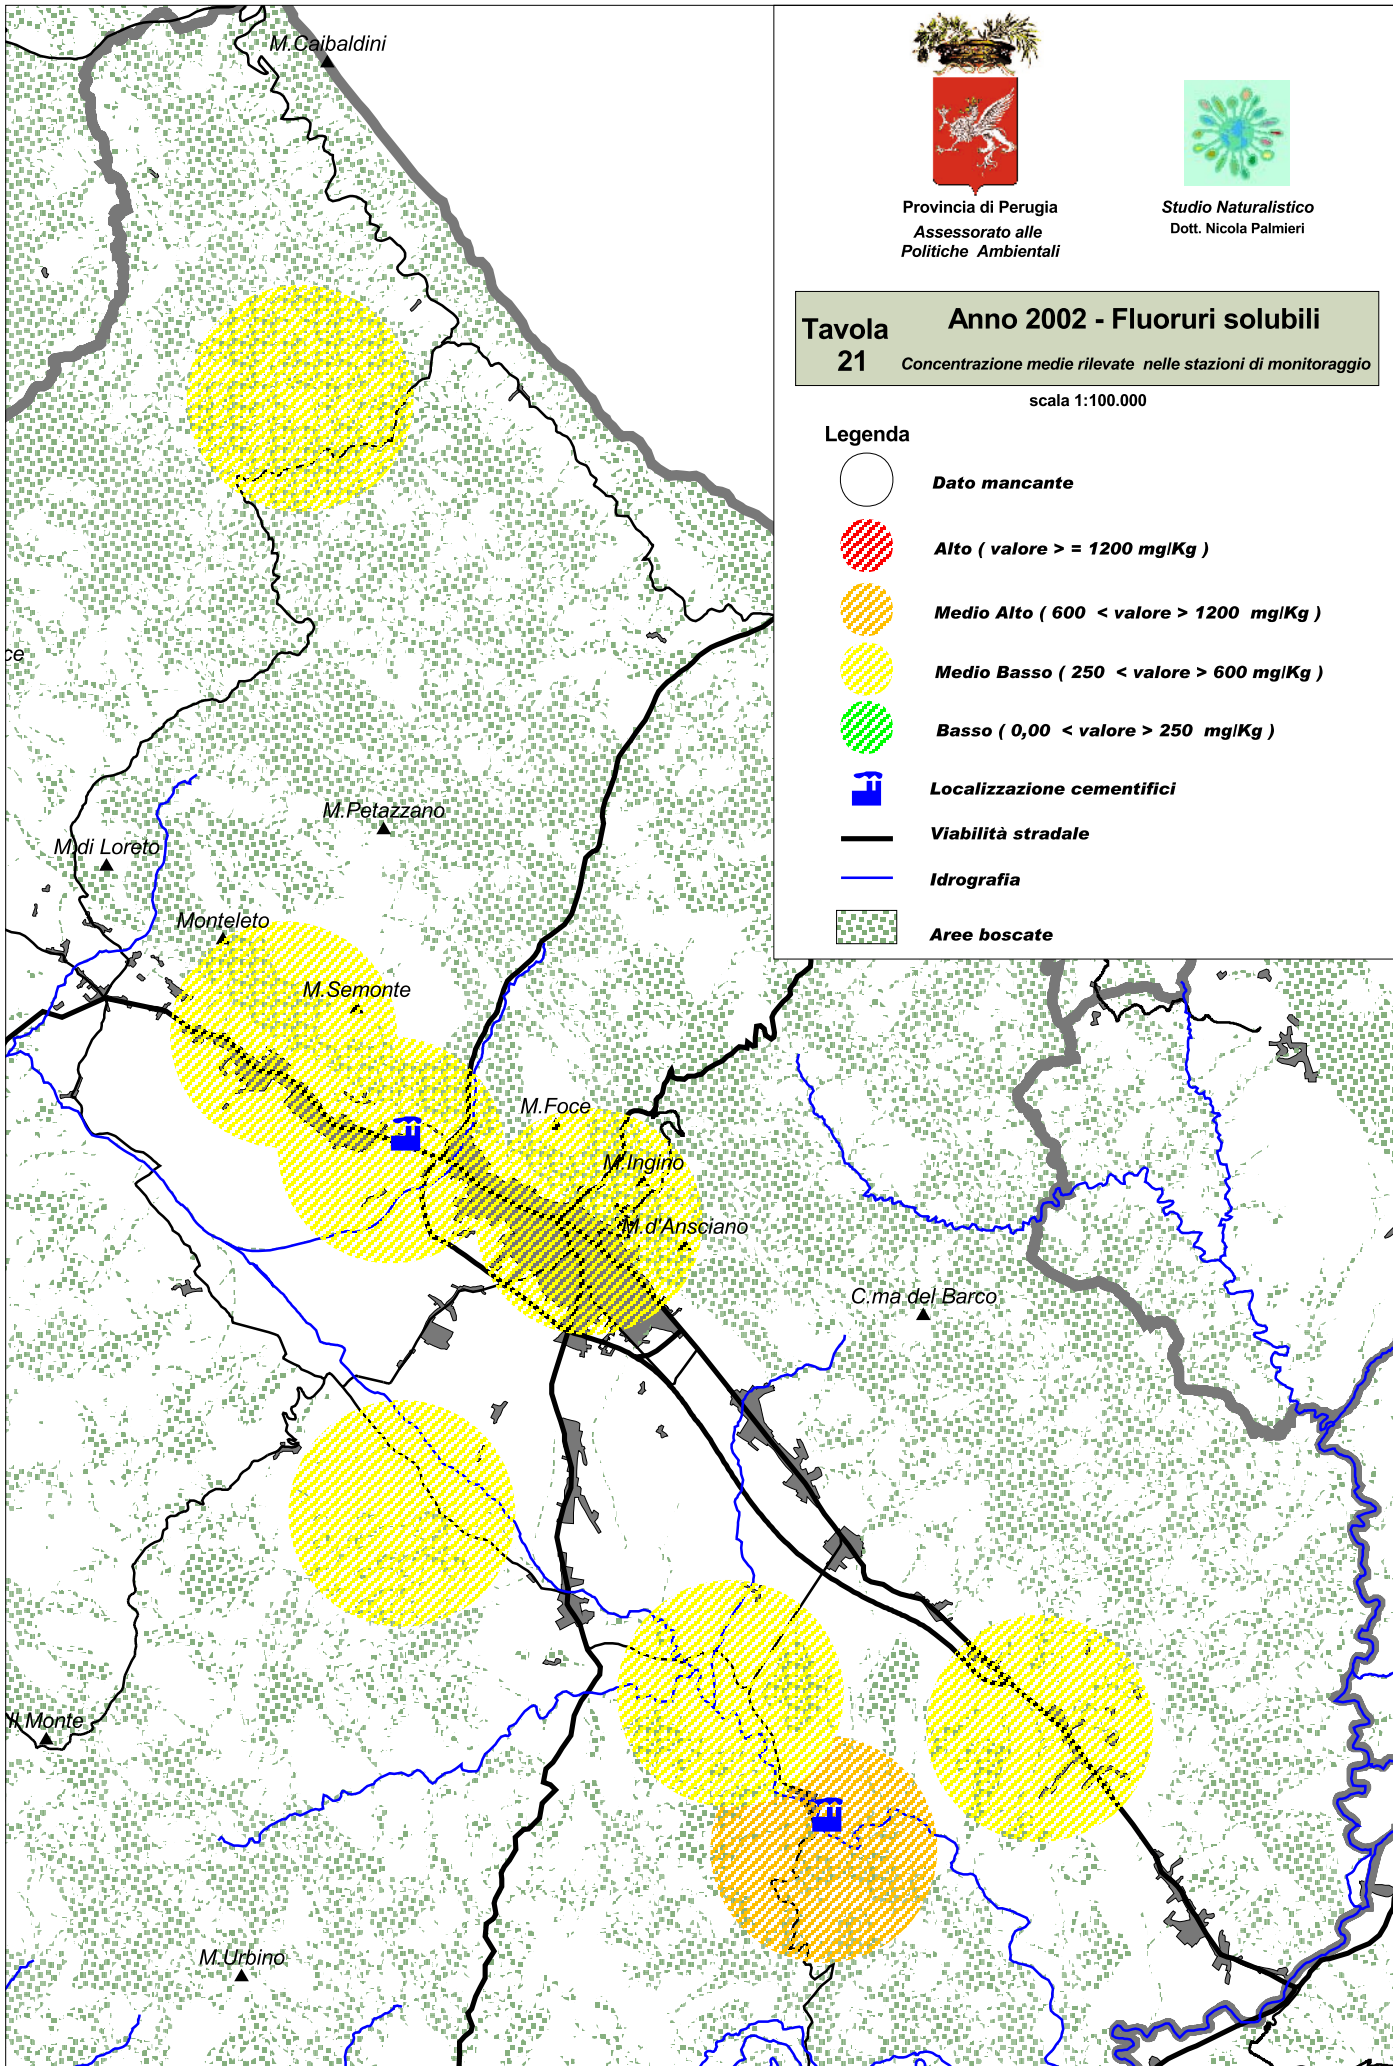 Provincia di Perugia
Assessorato alle
Politiche Ambientali
Studio Naturalistico
Dott. Nicola Palmieri
Tavola
21
Anno 2002 - Fluoruri solubili
Concentrazione medie rilevate nelle stazioni di monitoraggio
scala 1:100.000
Legenda
Dato mancante
Alto ( valore > = 1200 mg/Kg )
Medio Alto ( 600 < valore > 1200 mg/Kg )
Medio Basso ( 250 < valore > 600 mg/Kg )
Basso ( 0,00 < valore > 250 mg/Kg )
Localizzazione cementifici
Viabilità stradale
Idrografia
Aree boscate
M.Caibaldini
ce
M.Petazzano
M.di Loreto
Monteleto
M.Semonte
M.Foce
M.Ingino
M.d'Ansciano
C.ma del Barco
Il Monte
M.Urbino